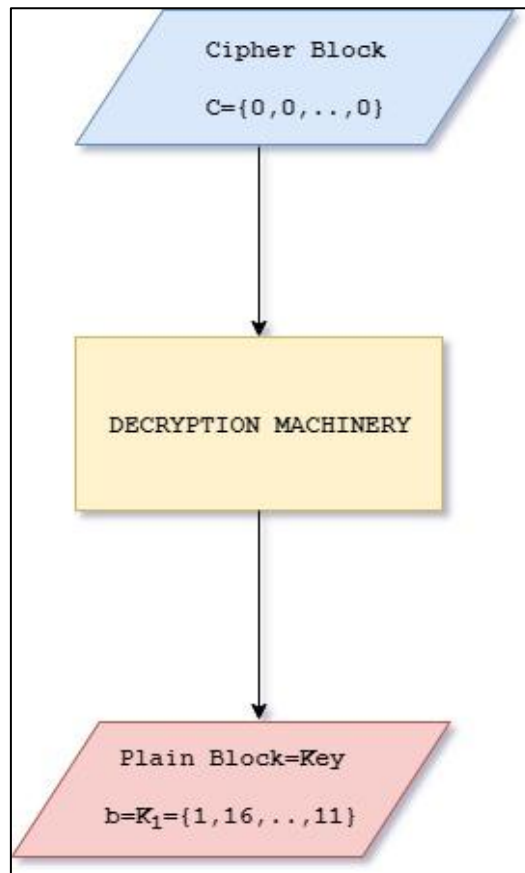 Cipher Block
C={0,0,..,0}
DECRYPTION MACHINERY
Plain Block=Key
b=K₁={1,16,..,11}